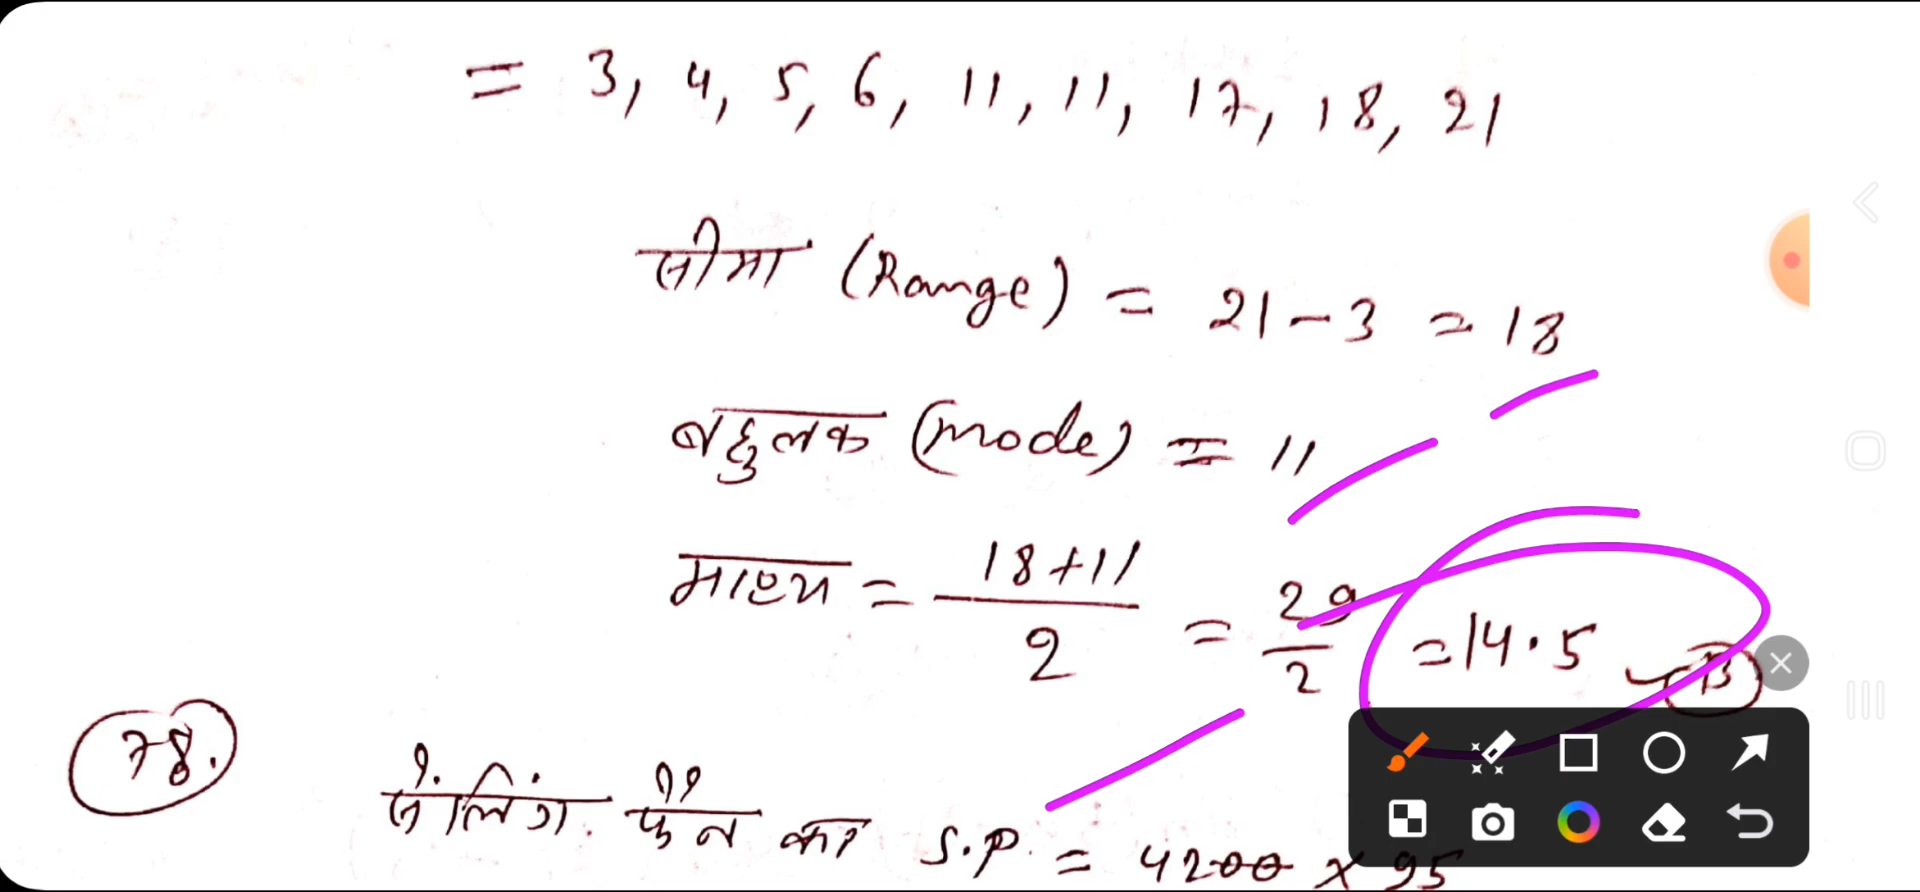 = 3, 4, 5, 6, 11, 11, 17, 18, 21
सीमा (Range) = 21 - 3 = 18
बहुलक (mode) = 11
माध्य = 18+11/2 = 29/2 = 14.5 B
78. सीलिंग फैन का S.P. = 4200 × 95